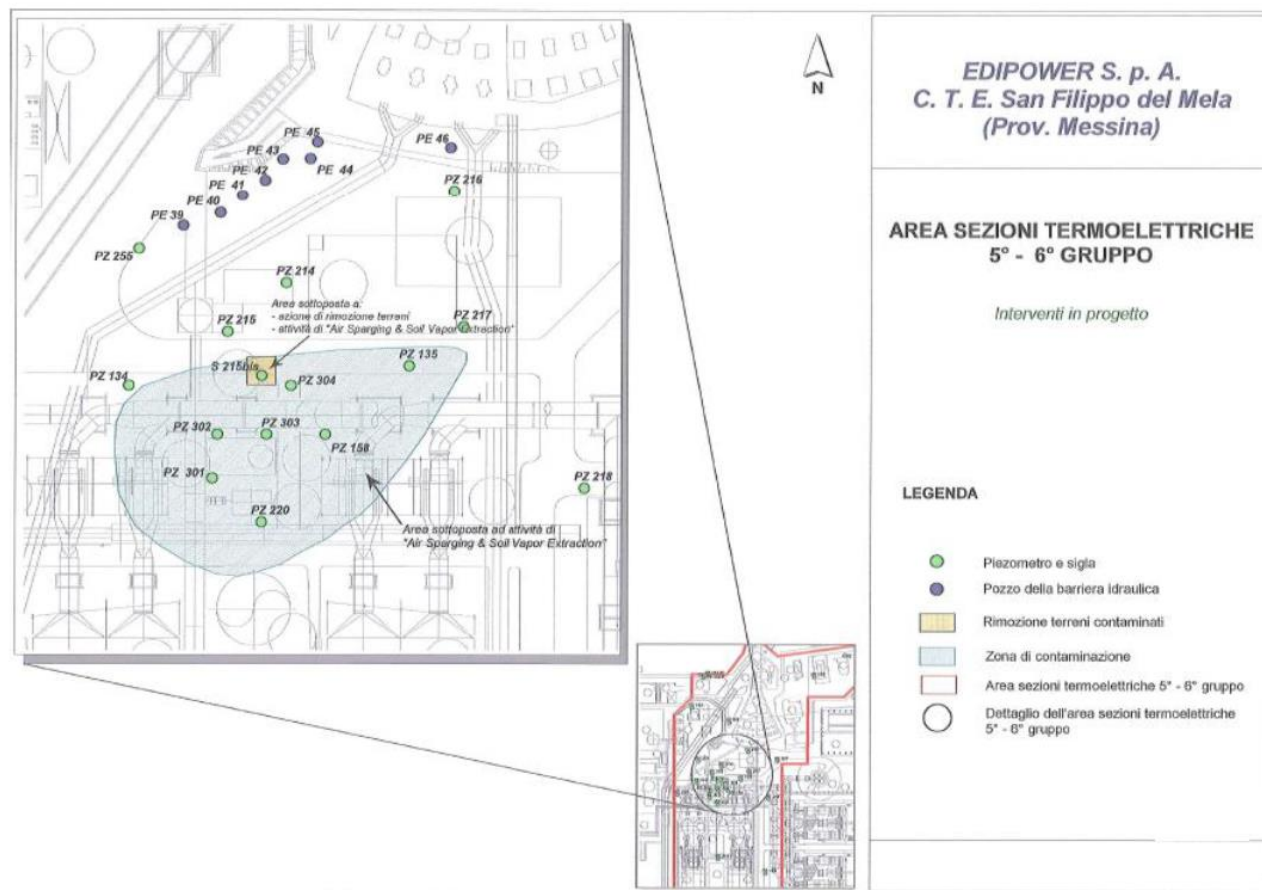 PE 45
PE 46
PE 43
PE 44
PE 42
PE 41
PE 40
PE 39
PZ 216
PZ 255
PZ 214
Area sottoposta a:
- azione di rimozione terreni
- attività di "Air Sparging & Soil Vapor Extraction"
PZ 215
PZ 217
PZ 135
S 215bis
PZ 134
PZ 304
PZ 302
PZ 303
PZ 158
PZ 301
PZ 218
PZ 220
Area sottoposta ad attività di
"Air Sparging & Soil Vapor Extraction"
N
EDIPOWER S. p. A.
C. T. E. San Filippo del Mela
(Prov. Messina)
AREA SEZIONI TERMOELETTRICHE
5° - 6° GRUPPO
Interventi in progetto
LEGENDA
Piezometro e sigla
Pozzo della barriera idraulica
Rimozione terreni contaminati
Zona di contaminazione
Area sezioni termoelettriche 5° - 6° gruppo
Dettaglio dell'area sezioni termoelettriche
5° - 6° gruppo